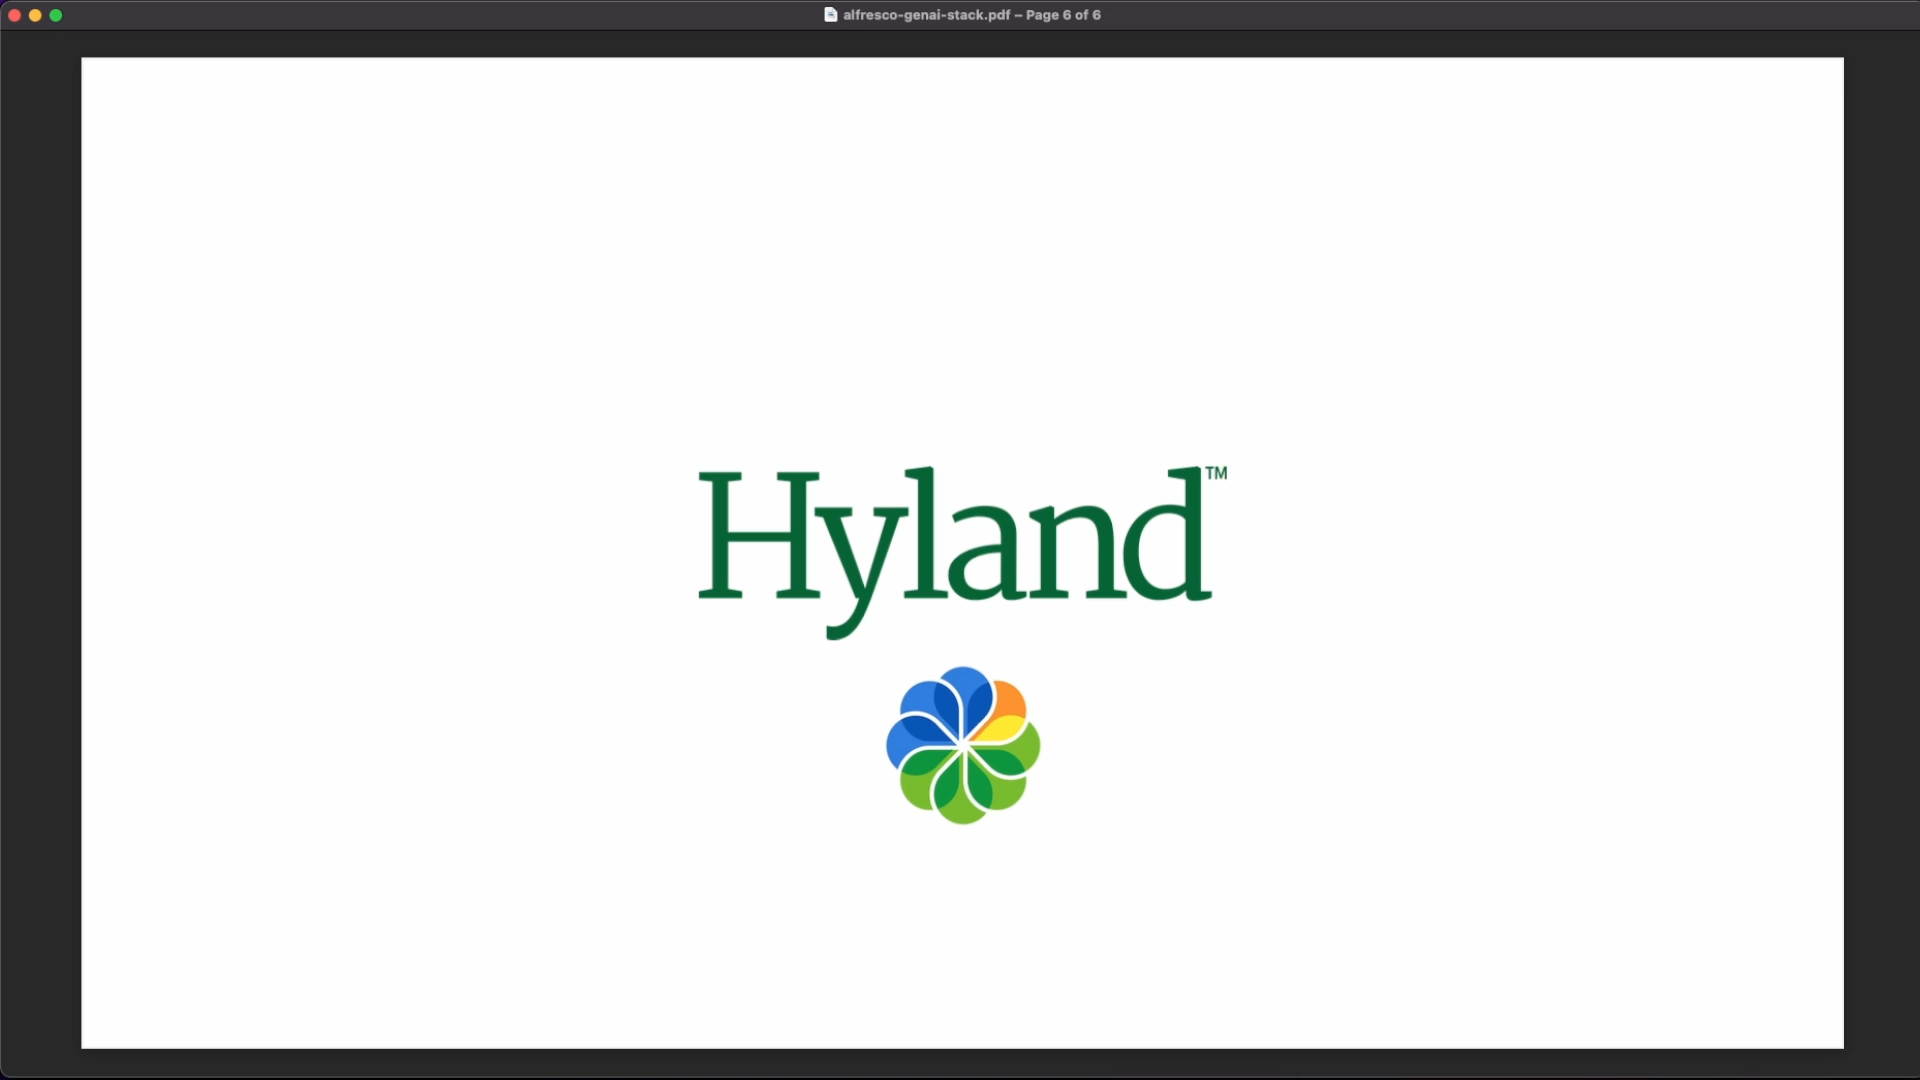 alfresco-genai-stack.pdf – Page 6 of 6
Hyland™